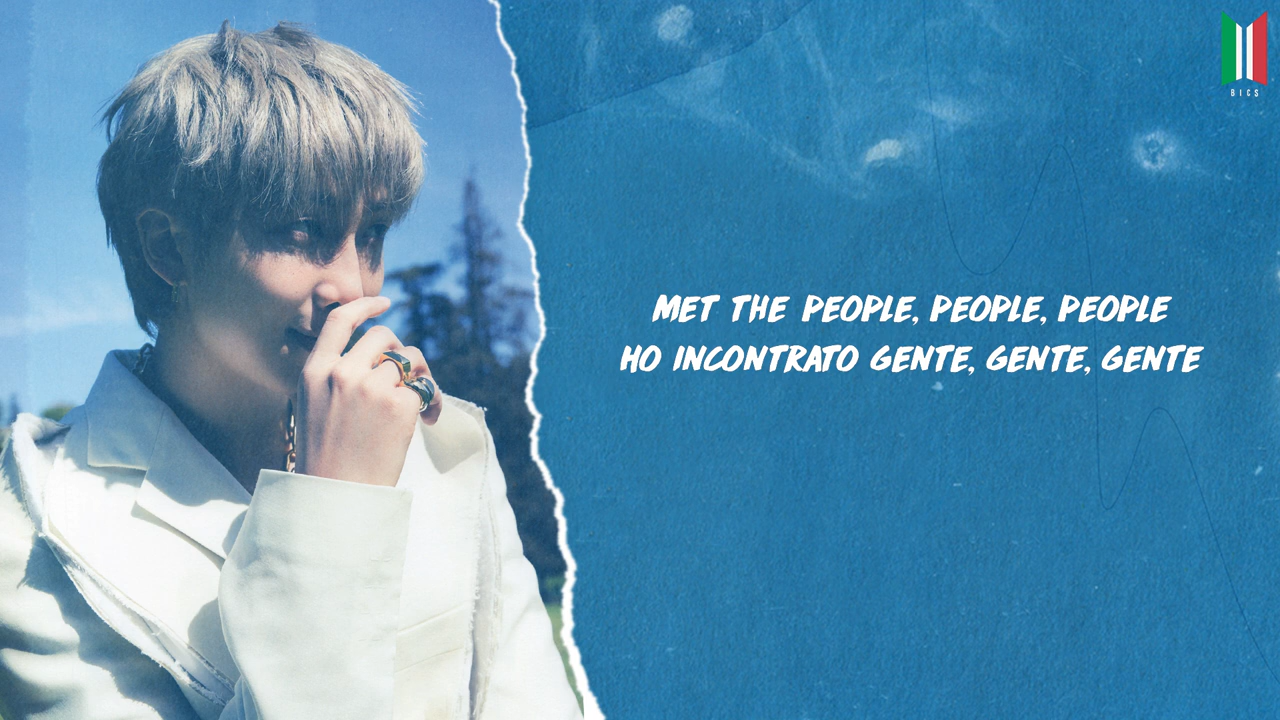 BICS
MET THE PEOPLE, PEOPLE, PEOPLE
HO INCONTRATO GENTE, GENTE, GENTE